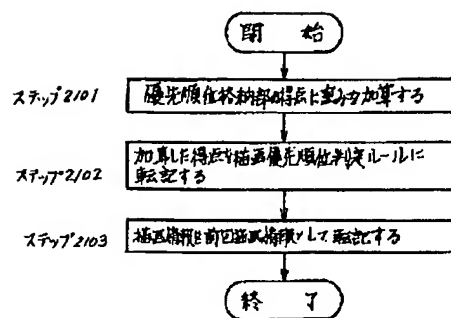 開 始
ステップ2101
優先順位格納部の得点に重みを加算する
ステップ2102
加算した得点を描画優先順位判定ルールに
転記する
ステップ2103
描画情報を前回描画情報として転記する
終 了